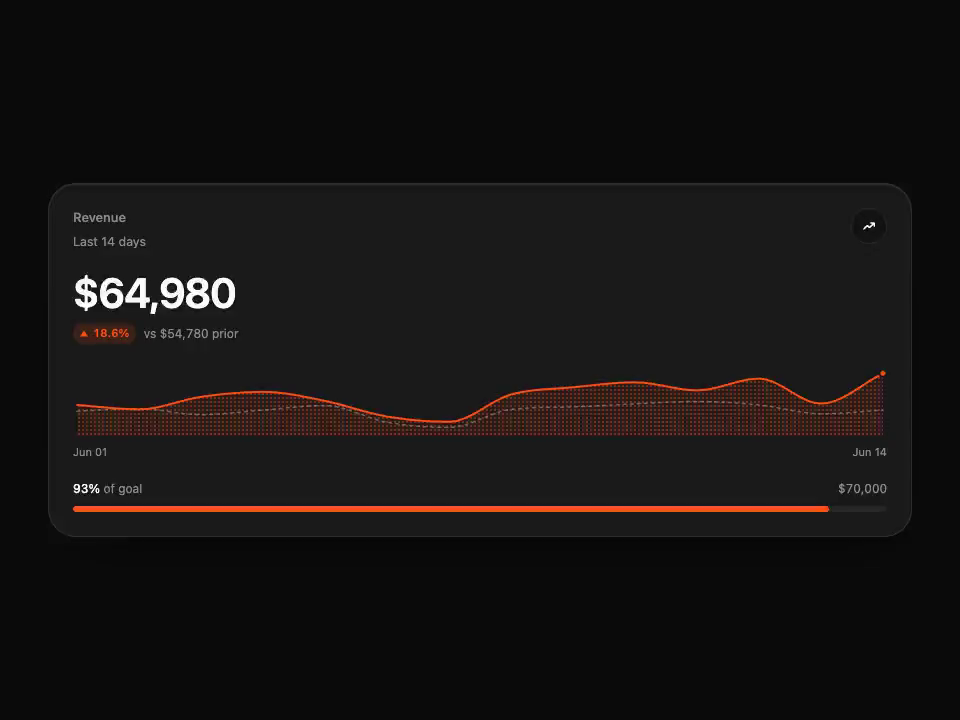 Revenue
Last 14 days
$64,980
▲ 18.6% vs $54,780 prior
Jun 01 Jun 14
93% of goal $70,000